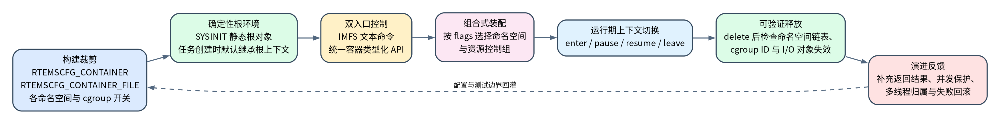 构建裁剪
RTEMSCFG_CONTAINER
RTEMSCFG_CONTAINER_FILE
各命名空间与 cgroup 开关
确定性根环境
SYSINIT 静态根对象
任务创建时默认继承根上下文
双入口控制
IMFS 文本命令
统一容器类型化 API
组合式装配
按 flags 选择命名空间
与资源控制组
运行期上下文切换
enter / pause / resume / leave
可验证释放
delete 后检查命名空间链表、
cgroup ID 与 I/O 对象失效
演进反馈
补充返回结果、并发保护、
多线程归属与失败回滚
配置与测试边界回灌